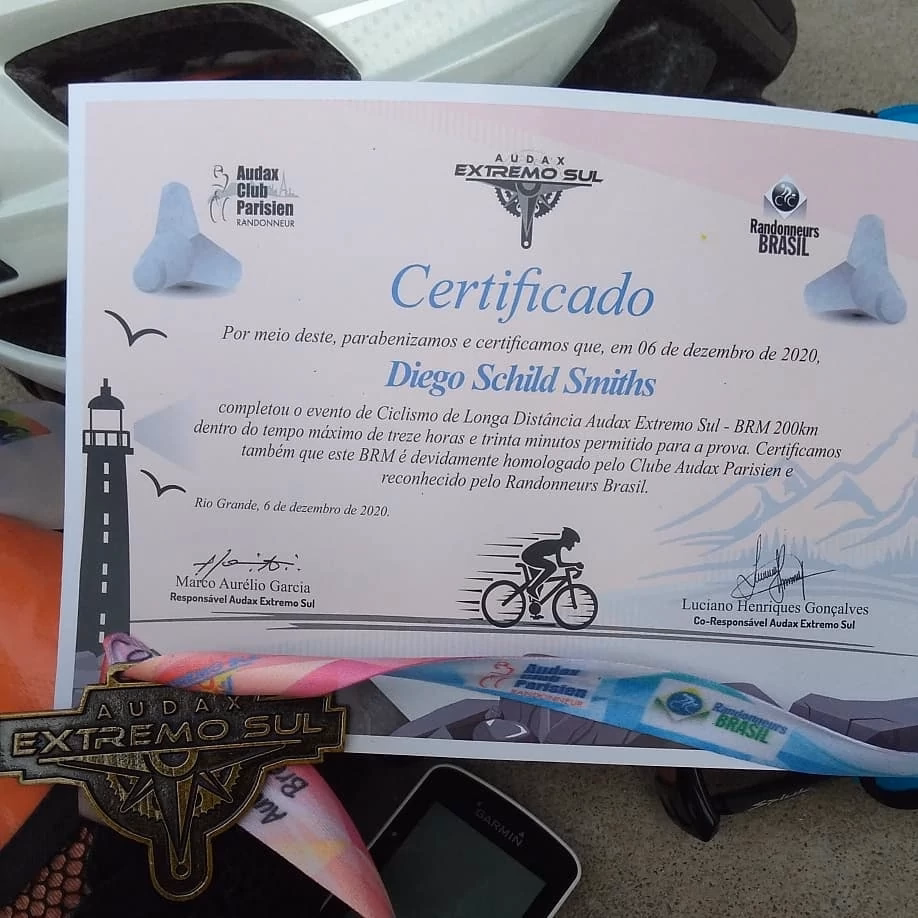 Audax
Club
Parisien
RANDONNEUR
AUDAX
EXTREMO SUL
Randonneurs
BRASIL
Certificado
Por meio deste, parabenizamos e certificamos que, em 06 de dezembro de 2020,
Diego Schild Smiths
completou o evento de Ciclismo de Longa Distância Audax Extremo Sul - BRM 200km
dentro do tempo máximo de treze horas e trinta minutos permitido para a prova. Certificamos
também que este BRM é devidamente homologado pelo Clube Audax Parisien e
reconhecido pelo Randonneurs Brasil.
Rio Grande, 6 de dezembro de 2020.
Marco Aurélio Garcia
Responsável Audax Extremo Sul
Luciano Henriques Gonçalves
Co-Responsável Audax Extremo Sul
Audax
Club
Parisien
RANDONNEUR
Randonneurs
BRASIL
AUDAX
EXTREMO SUL
GARMIN